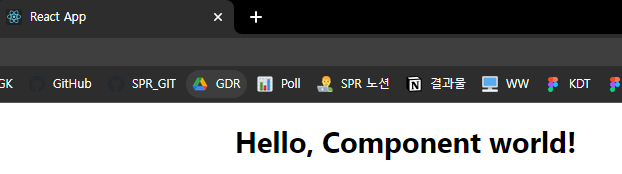 React App
GK GitHub SPR_GIT GDR Poll SPR 노션 결과물 WW KDT
Hello, Component world!